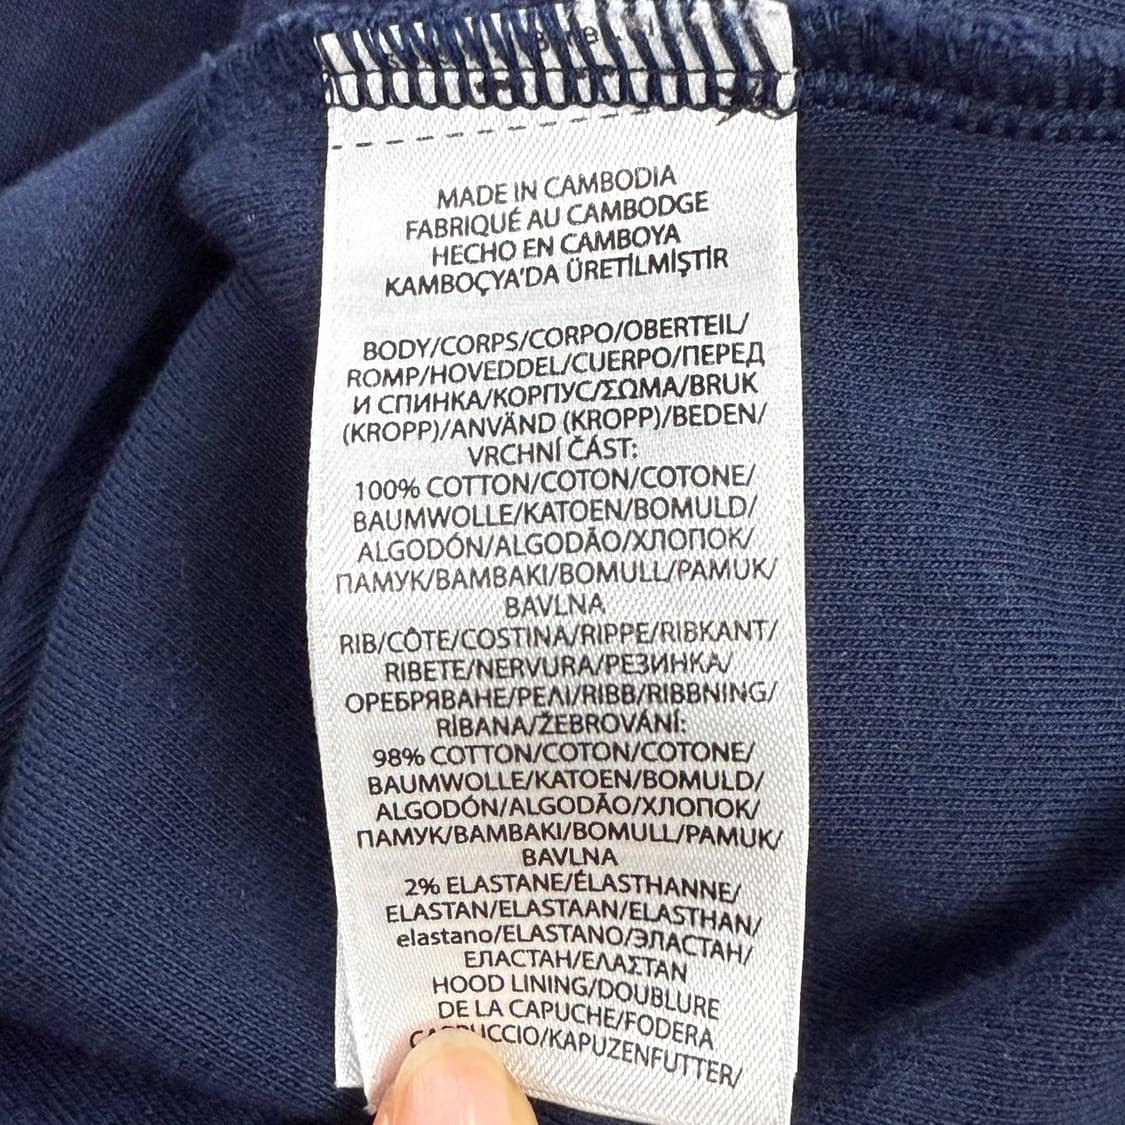 MADE IN CAMBODIA
FABRIQUÉ AU CAMBODGE
HECHO EN CAMBOYA
KAMBOÇYA'DA ÜRETİLMİŞTİR
BODY/CORPS/CORPO/OBERTEIL/
ROMP/HOVEDDEL/CUERPO/ПЕРЕД
И СПИНКА/КОРПУС/ΣΩΜΑ/BRUK
(KROPP)/ANVÄND (KROPP)/BEDEN/
VRCHNÍ ČÁST:
100% COTTON/COTON/COTONE/
BAUMWOLLE/KATOEN/BOMULD/
ALGODÓN/ALGODÃO/ХЛОПОК/
ПАМУК/BAMBAKI/BOMULL/PAMUK/
BAVLNA
RIB/CÔTE/COSTINA/RIPPE/RIBKANT/
RIBETE/NERVURA/РЕЗИНКА/
ОРЕБРЯВАНЕ/ΡΕΛΙ/RIBB/RIBBNING/
RİBANA/ŽEBROVÁNÍ:
98% COTTON/COTON/COTONE/
BAUMWOLLE/KATOEN/BOMULD/
ALGODÓN/ALGODÃO/ХЛОПОК/
ПАМУК/BAMBAKI/BOMULL/PAMUK/
BAVLNA
2% ELASTANE/ÉLASTHANNE/
ELASTAN/ELASTAAN/ELASTHAN/
elastano/ELASTANO/ЭЛАСТАН/
ЕЛАСТАН/ΕΛΑΣΤΑΝ
HOOD LINING/DOUBLURE
DE LA CAPUCHE/FODERA
/KAPUZENFUTTER/